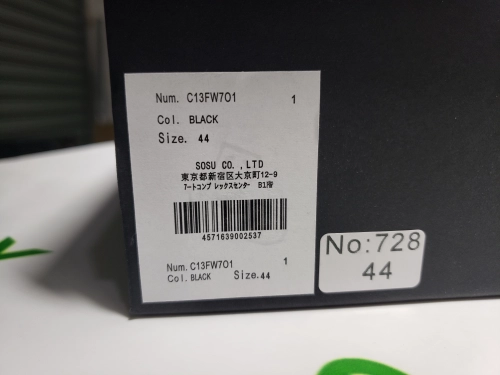 Num. C13FW701 1
Col. BLACK
Size. 44
SOSU CO. ,LTD
東京都新宿区大京町12-9
ｱｰﾄｺﾝﾌﾟﾚｯｸｽｾﾝﾀｰ B1階
4571639002537
Num. C13FW701 1
Col. BLACK Size. 44
No:728
44